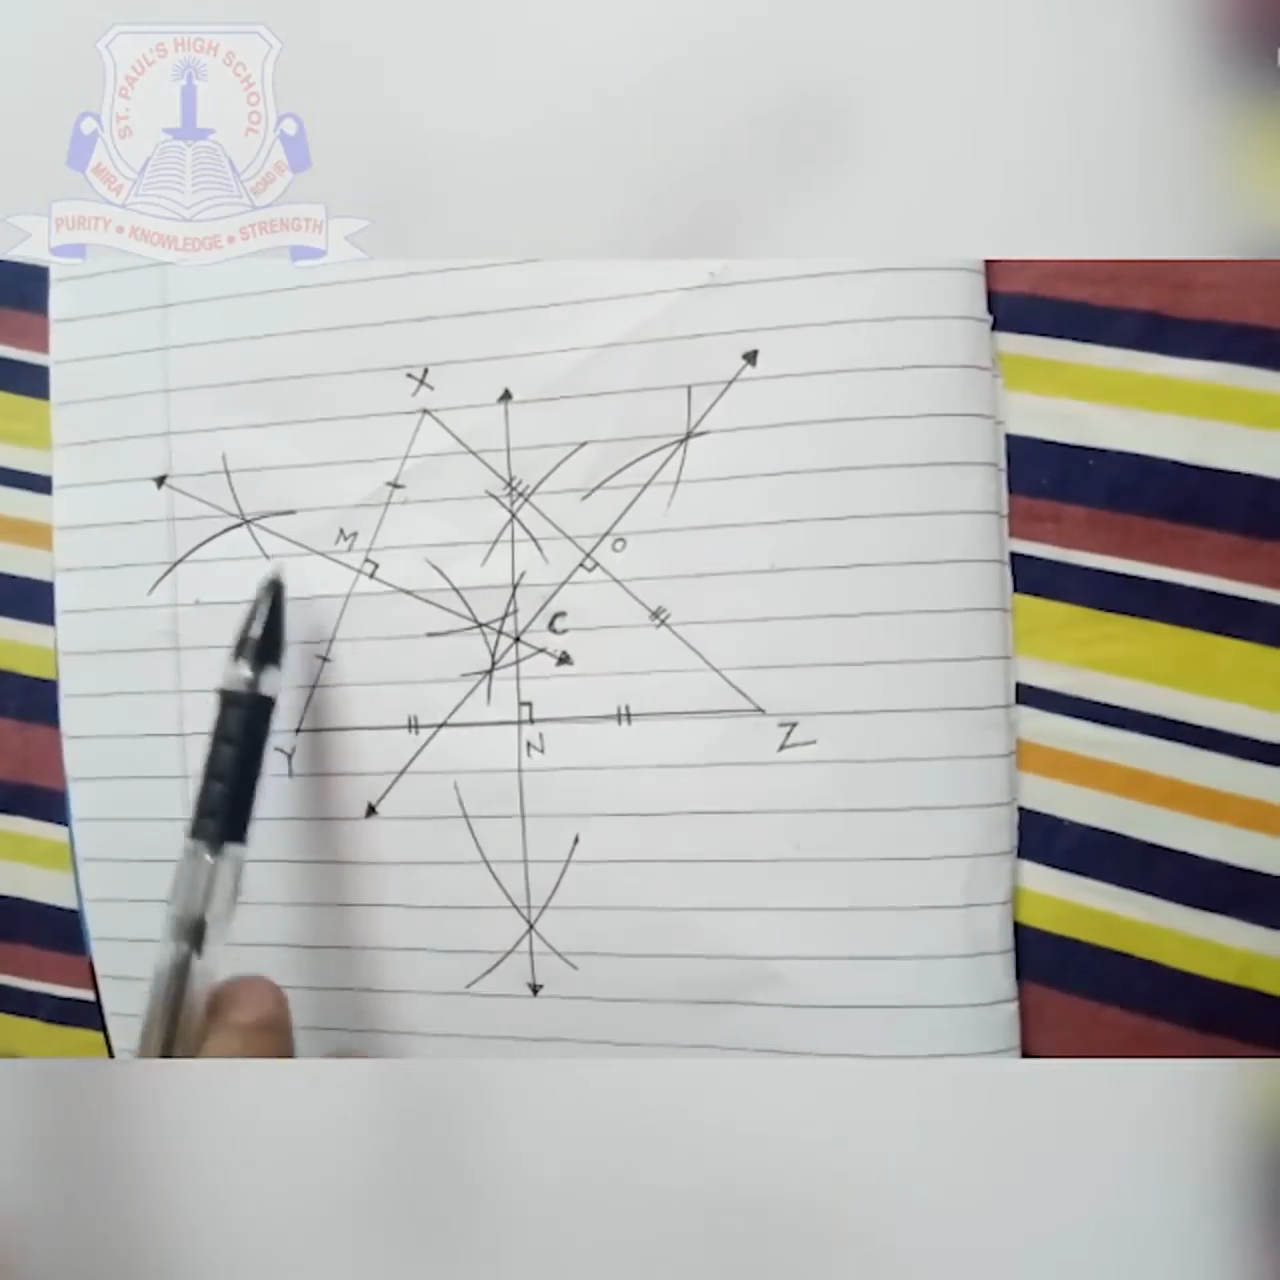 ST. PAUL'S HIGH SCHOOL
MIRA ROAD (E)
PURITY • KNOWLEDGE • STRENGTH
X
M
O
C
Y
N
Z